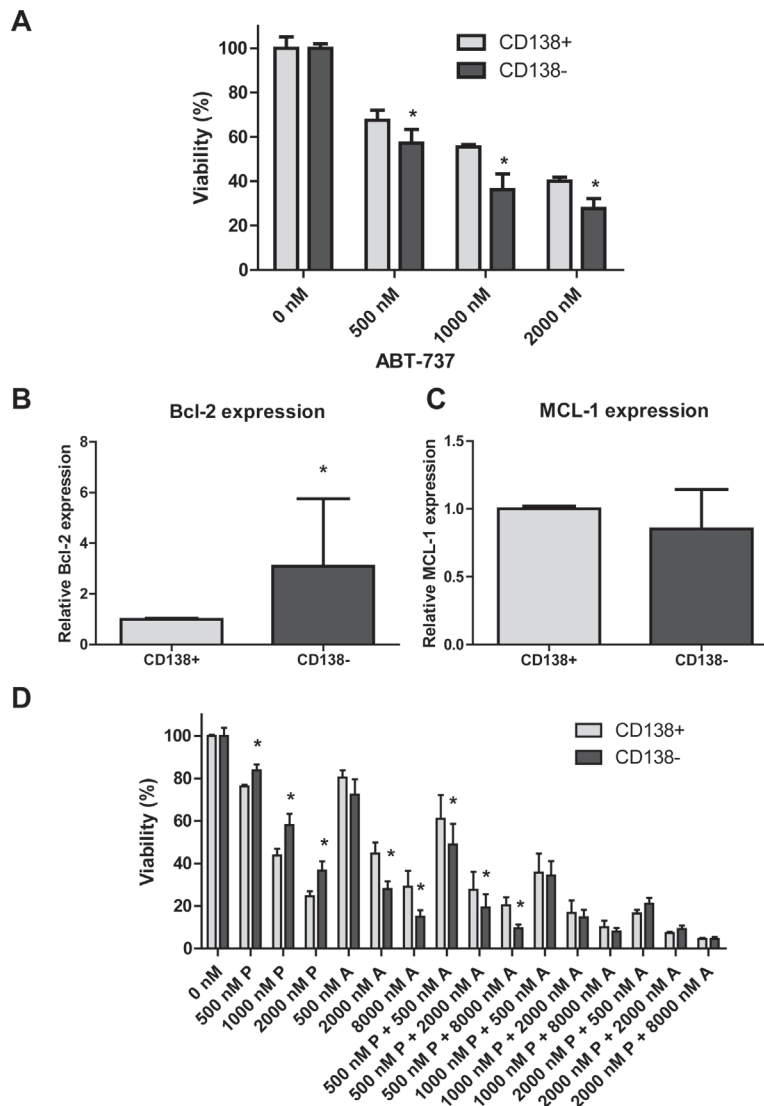 A
100
80
60
40
20
0
Viability (%)
CD138+
CD138-
*
*
*
0 nM
500 nM
1000 nM
2000 nM
ABT-737
B
Bcl-2 expression
8
6
4
2
0
Relative Bcl-2 expression
*
CD138+
CD138-
C
MCL-1 expression
1.5
1.0
0.5
0.0
Relative MCL-1 expression
CD138+
CD138-
D
100
80
60
40
20
0
Viability (%)
CD138+
CD138-
*
*
*
*
*
*
*
*
0 nM
500 nM P
1000 nM P
2000 nM P
500 nM A
2000 nM A
8000 nM A
500 nM P + 500 nM A
500 nM P + 2000 nM A
500 nM P + 8000 nM A
1000 nM P + 500 nM A
1000 nM P + 2000 nM A
1000 nM P + 8000 nM A
2000 nM P + 500 nM A
2000 nM P + 2000 nM A
2000 nM P + 8000 nM A